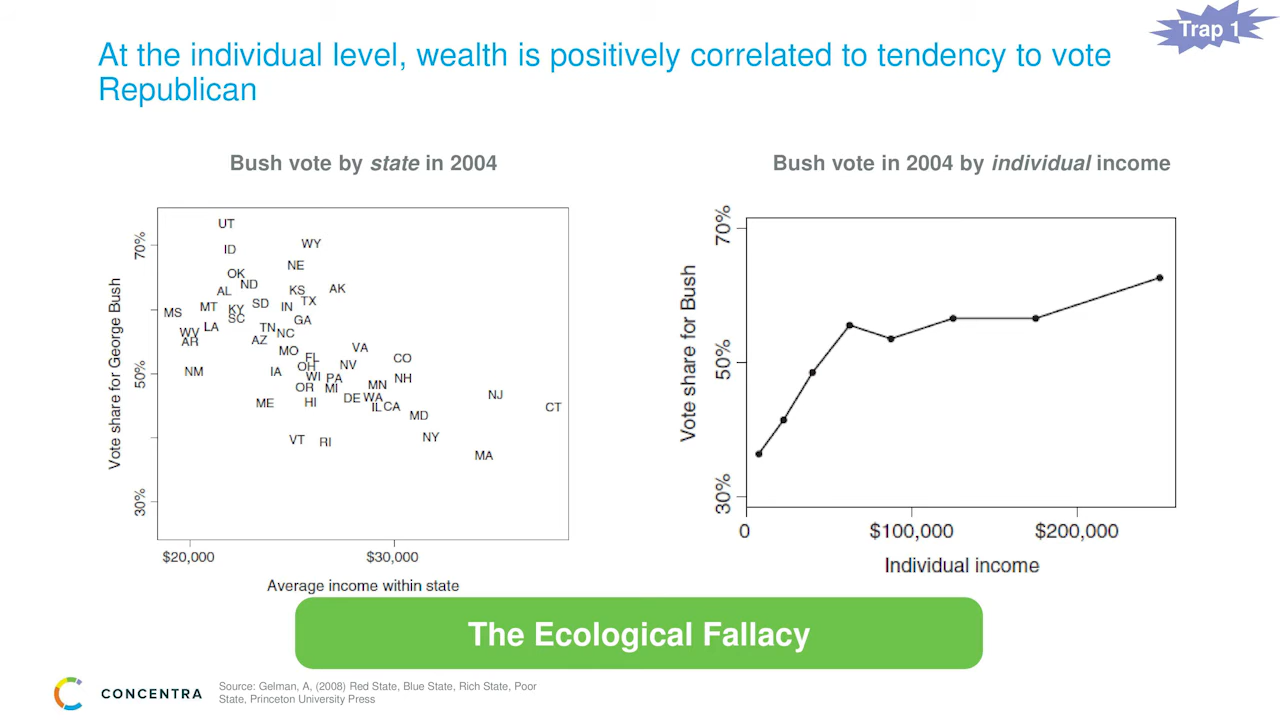 Trap 1
At the individual level, wealth is positively correlated to tendency to vote
Republican
Bush vote by state in 2004
Vote share for George Bush
70%
50%
30%
UT
ID
WY
NE
OK
ND
AL
KS
AK
MS
MT
KY
SD
IN
TX
SC
GA
WV
LA
TN
NC
AR
AZ
MO
VA
FL
CO
NM
IA
OH
NV
WI
PA
NH
OR
MI
MN
NJ
ME
HI
DE
WA
IL
CA
CT
MD
VT
RI
NY
MA
$20,000
$30,000
Average income within state
Bush vote in 2004 by individual income
Vote share for Bush
70%
50%
30%
0
$100,000
$200,000
Individual income
The Ecological Fallacy
CONCENTRA
Source: Gelman, A, (2008) Red State, Blue State, Rich State, Poor
State, Princeton University Press